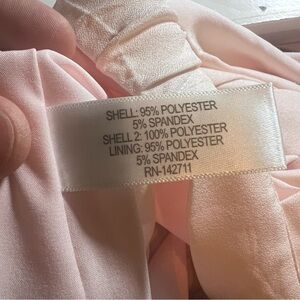 SHELL: 95% POLYESTER
5% SPANDEX
SHELL 2: 100% POLYESTER
LINING: 95% POLYESTER
5% SPANDEX
RN-142711